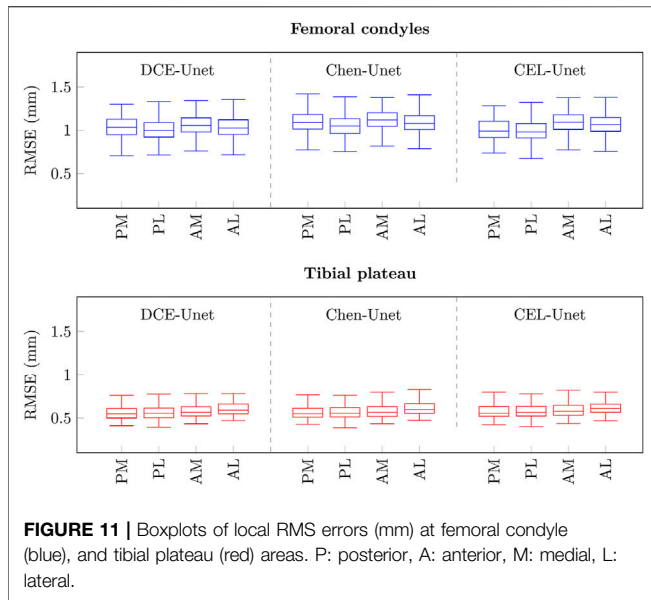 Femoral condyles
DCE-Unet Chen-Unet CEL-Unet
RMSE (mm)
1.5
1
0.5
PM PL AM AL PM PL AM AL PM PL AM AL
Tibial plateau
DCE-Unet Chen-Unet CEL-Unet
RMSE (mm)
1.5
1
0.5
PM PL AM AL PM PL AM AL PM PL AM AL
FIGURE 11 | Boxplots of local RMS errors (mm) at femoral condyle
(blue), and tibial plateau (red) areas. P: posterior, A: anterior, M: medial, L:
lateral.